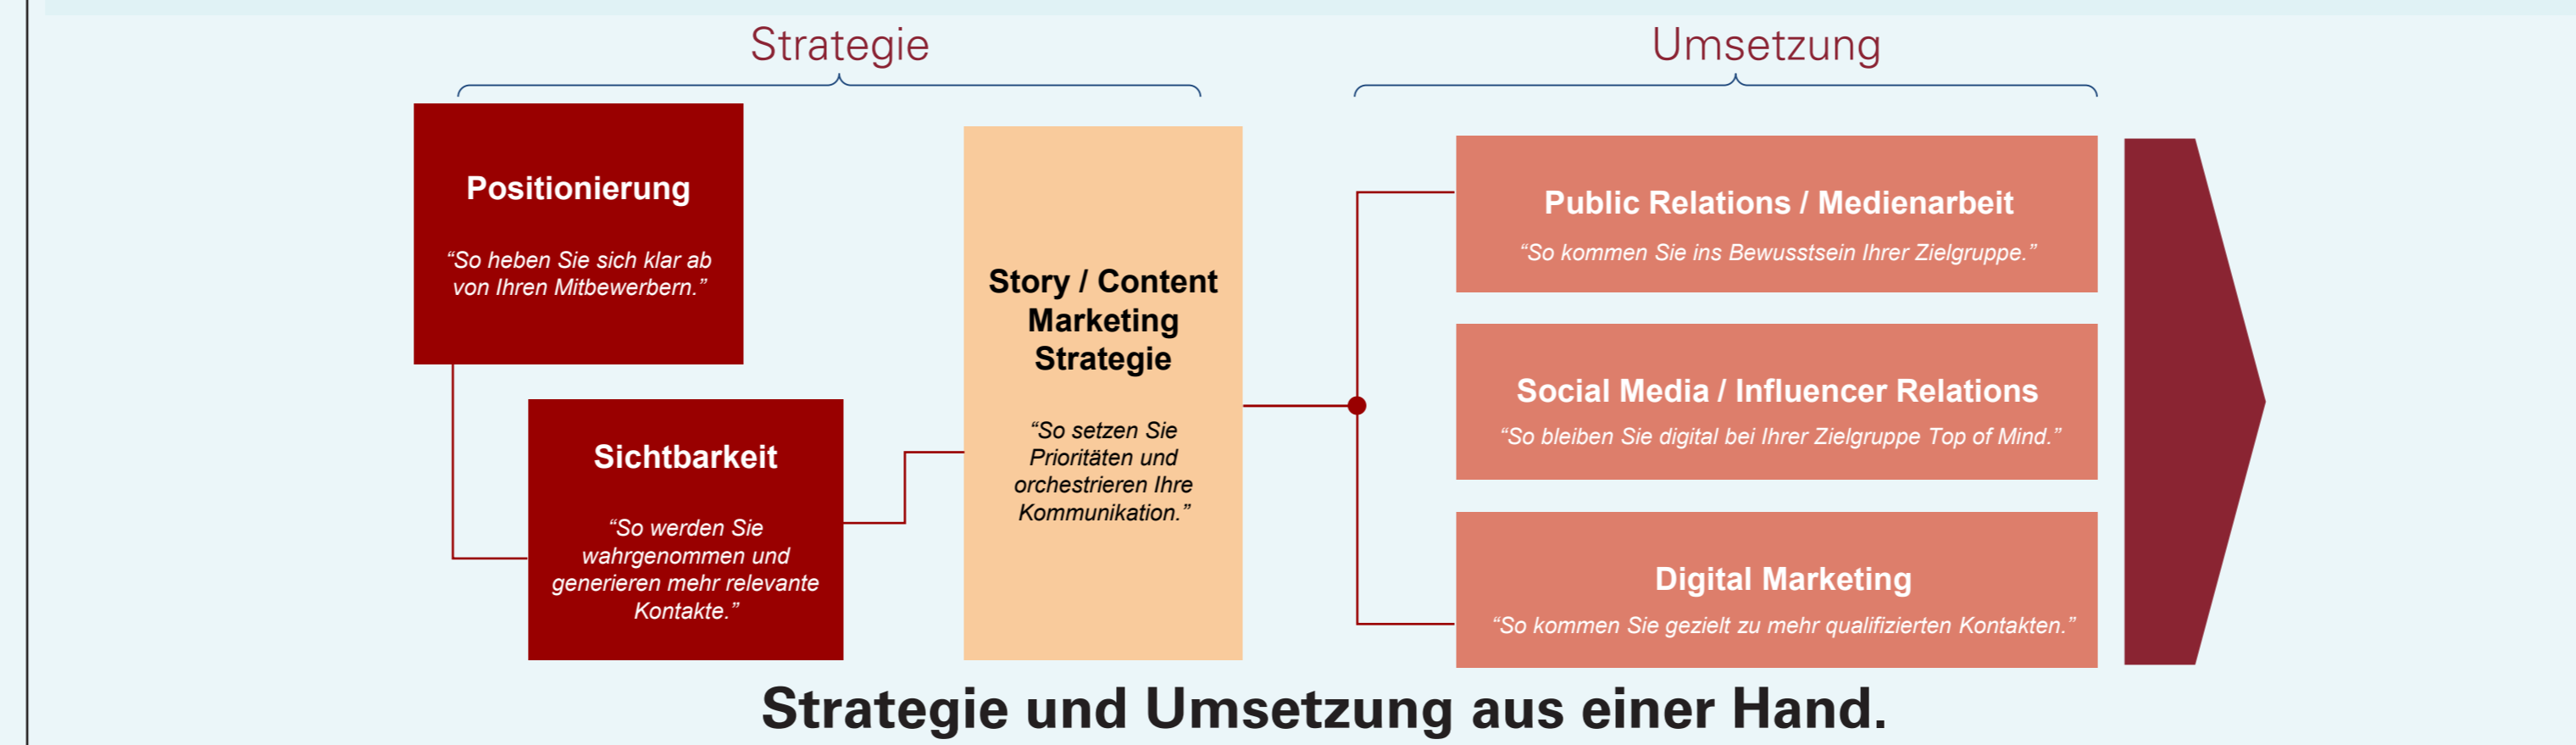 Strategie
Umsetzung
Positionierung
“So heben Sie sich klar ab
von Ihren Mitbewerbern.”
Sichtbarkeit
“So werden Sie
wahrgenommen und
generieren mehr relevante
Kontakte.”
Story / Content
Marketing
Strategie
“So setzen Sie
Prioritäten und
orchestrieren Ihre
Kommunikation.”
Public Relations / Medienarbeit
“So kommen Sie ins Bewusstsein Ihrer Zielgruppe.”
Social Media / Influencer Relations
“So bleiben Sie digital bei Ihrer Zielgruppe Top of Mind.”
Digital Marketing
“So kommen Sie gezielt zu mehr qualifizierten Kontakten.”
Strategie und Umsetzung aus einer Hand.